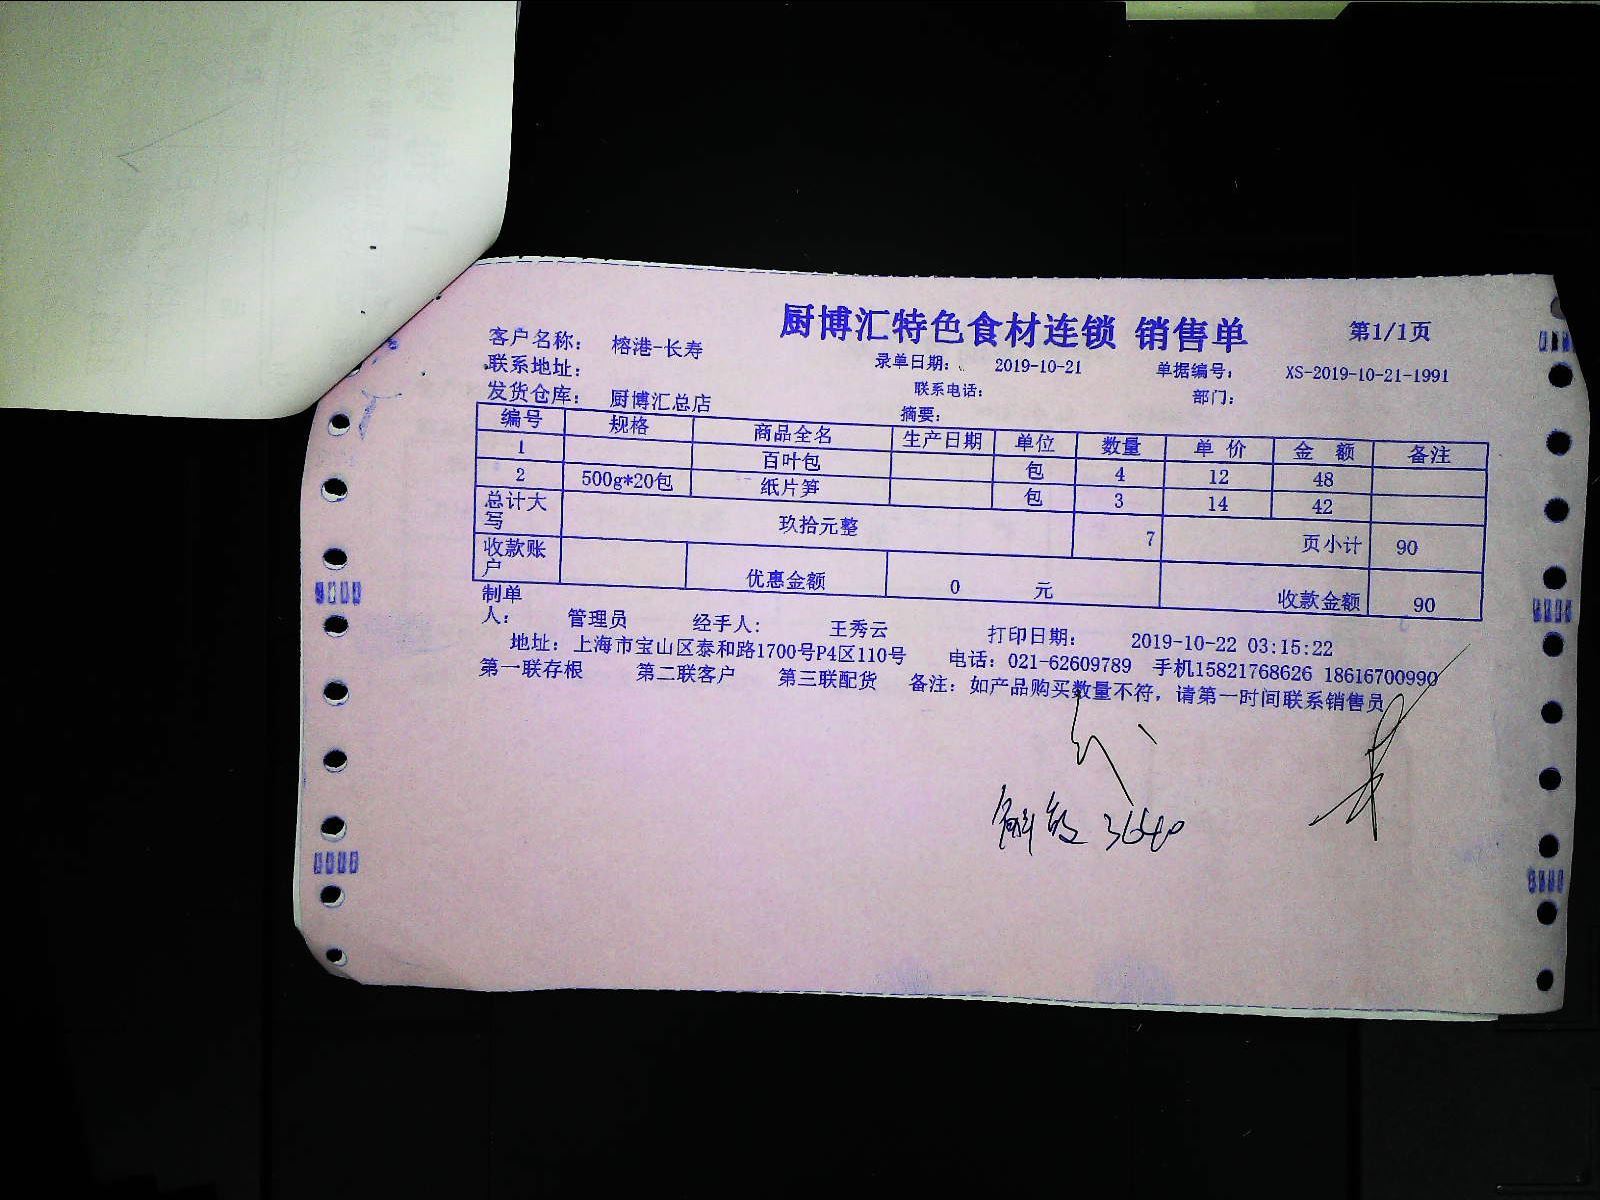 厨博汇特色食材连锁 销售单 第1/1页
客户名称： 榕港-长寿 录单日期： 2019-10-21 单据编号： XS-2019-10-21-1991
联系地址： 联系电话： 部门：
发货仓库： 厨博汇总店 摘要：
编号 规格 商品全名 生产日期 单位 数量 单 价 金 额 备注
1 百叶包 包 4 12 48
2 500g*20包 纸片笋 包 3 14 42
总计大写 玖拾元整 7 页小计 90
收款账户 优惠金额 0 元 收款金额 90
制单人： 管理员 经手人： 王秀云 打印日期： 2019-10-22 03:15:22
地址：上海市宝山区泰和路1700号P4区110号 电话：021-62609789 手机15821768626 18616700990
第一联存根 第二联客户 第三联配货 备注：如产品购买数量不符，请第一时间联系销售员
3640